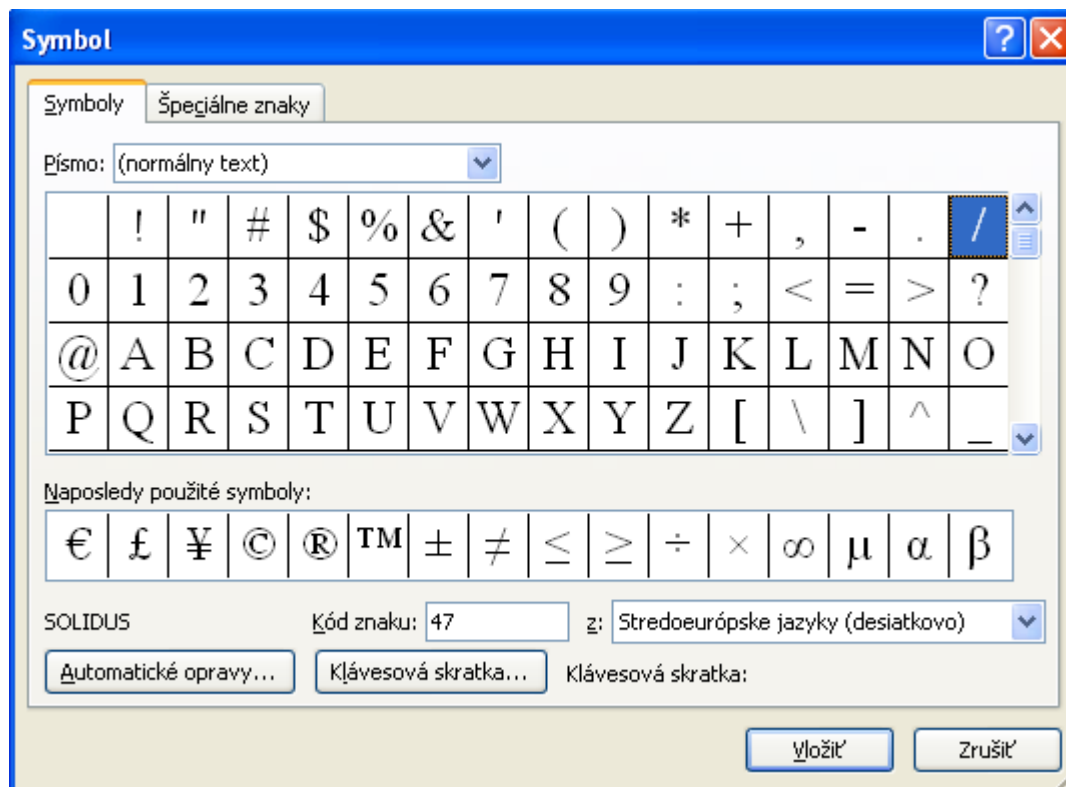 Symbol
Symboly Špeciálne znaky
Písmo: (normálny text)
! " # $ % & ' ( ) * + , - . /
0 1 2 3 4 5 6 7 8 9 : ; < = > ?
@ A B C D E F G H I J K L M N O
P Q R S T U V W X Y Z [ \ ] ^ _
Naposledy použité symboly:
€ £ ¥ © ® ™ ± ≠ ≤ ≥ ÷ × ∞ µ α β
SOLIDUS Kód znaku: 47 z: Stredoeurópske jazyky (desiatkovo)
Automatické opravy... Klávesová skratka... Klávesová skratka:
Vložiť Zrušiť